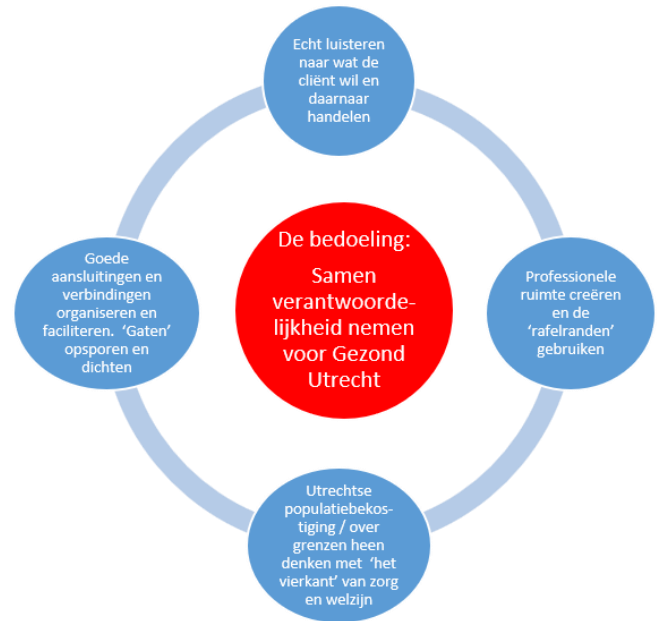 Echt luisteren
naar wat de
cliënt wil en
daarnaar
handelen
De bedoeling:
Samen
verantwoorde-
lijkheid nemen
voor Gezond
Utrecht
Goede
aansluitingen en
verbindingen
organiseren en
faciliteren. ‘Gaten’
opsporen en
dichten
Professionele
ruimte creëren
en de
‘rafelranden’
gebruiken
Utrechtse
populatiebekos-
tiging / over
grenzen heen
denken met ‘het
vierkant’ van zorg
en welzijn